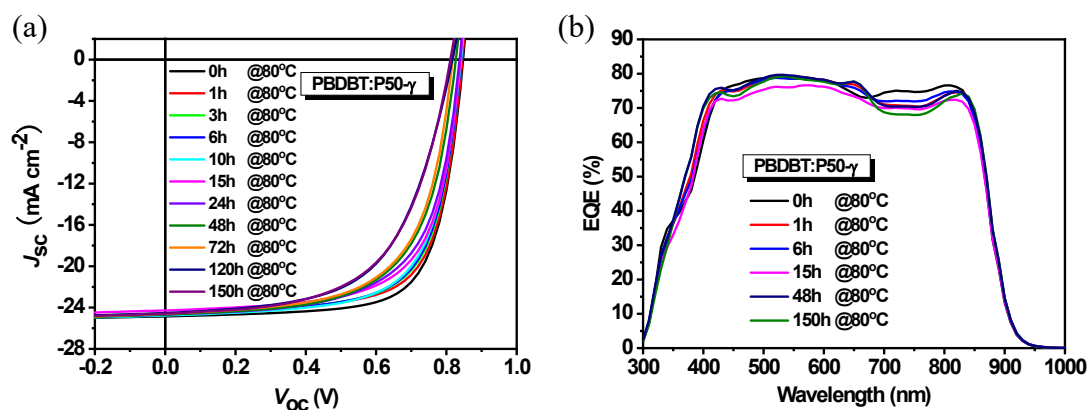 (a)
0
-4
-8
-12
-16
-20
-24
-28
-0.2 0.0 0.2 0.4 0.6 0.8 1.0
Jsc (mA cm-2)
Voc (V)
PBDBT:P50-γ
0h @80°C
1h @80°C
3h @80°C
6h @80°C
10h @80°C
15h @80°C
24h @80°C
48h @80°C
72h @80°C
120h @80°C
150h @80°C
(b)
90
80
70
60
50
40
30
20
10
0
300 400 500 600 700 800 900 1000
EQE (%)
Wavelength (nm)
PBDBT:P50-γ
0h @80°C
1h @80°C
6h @80°C
15h @80°C
48h @80°C
150h @80°C